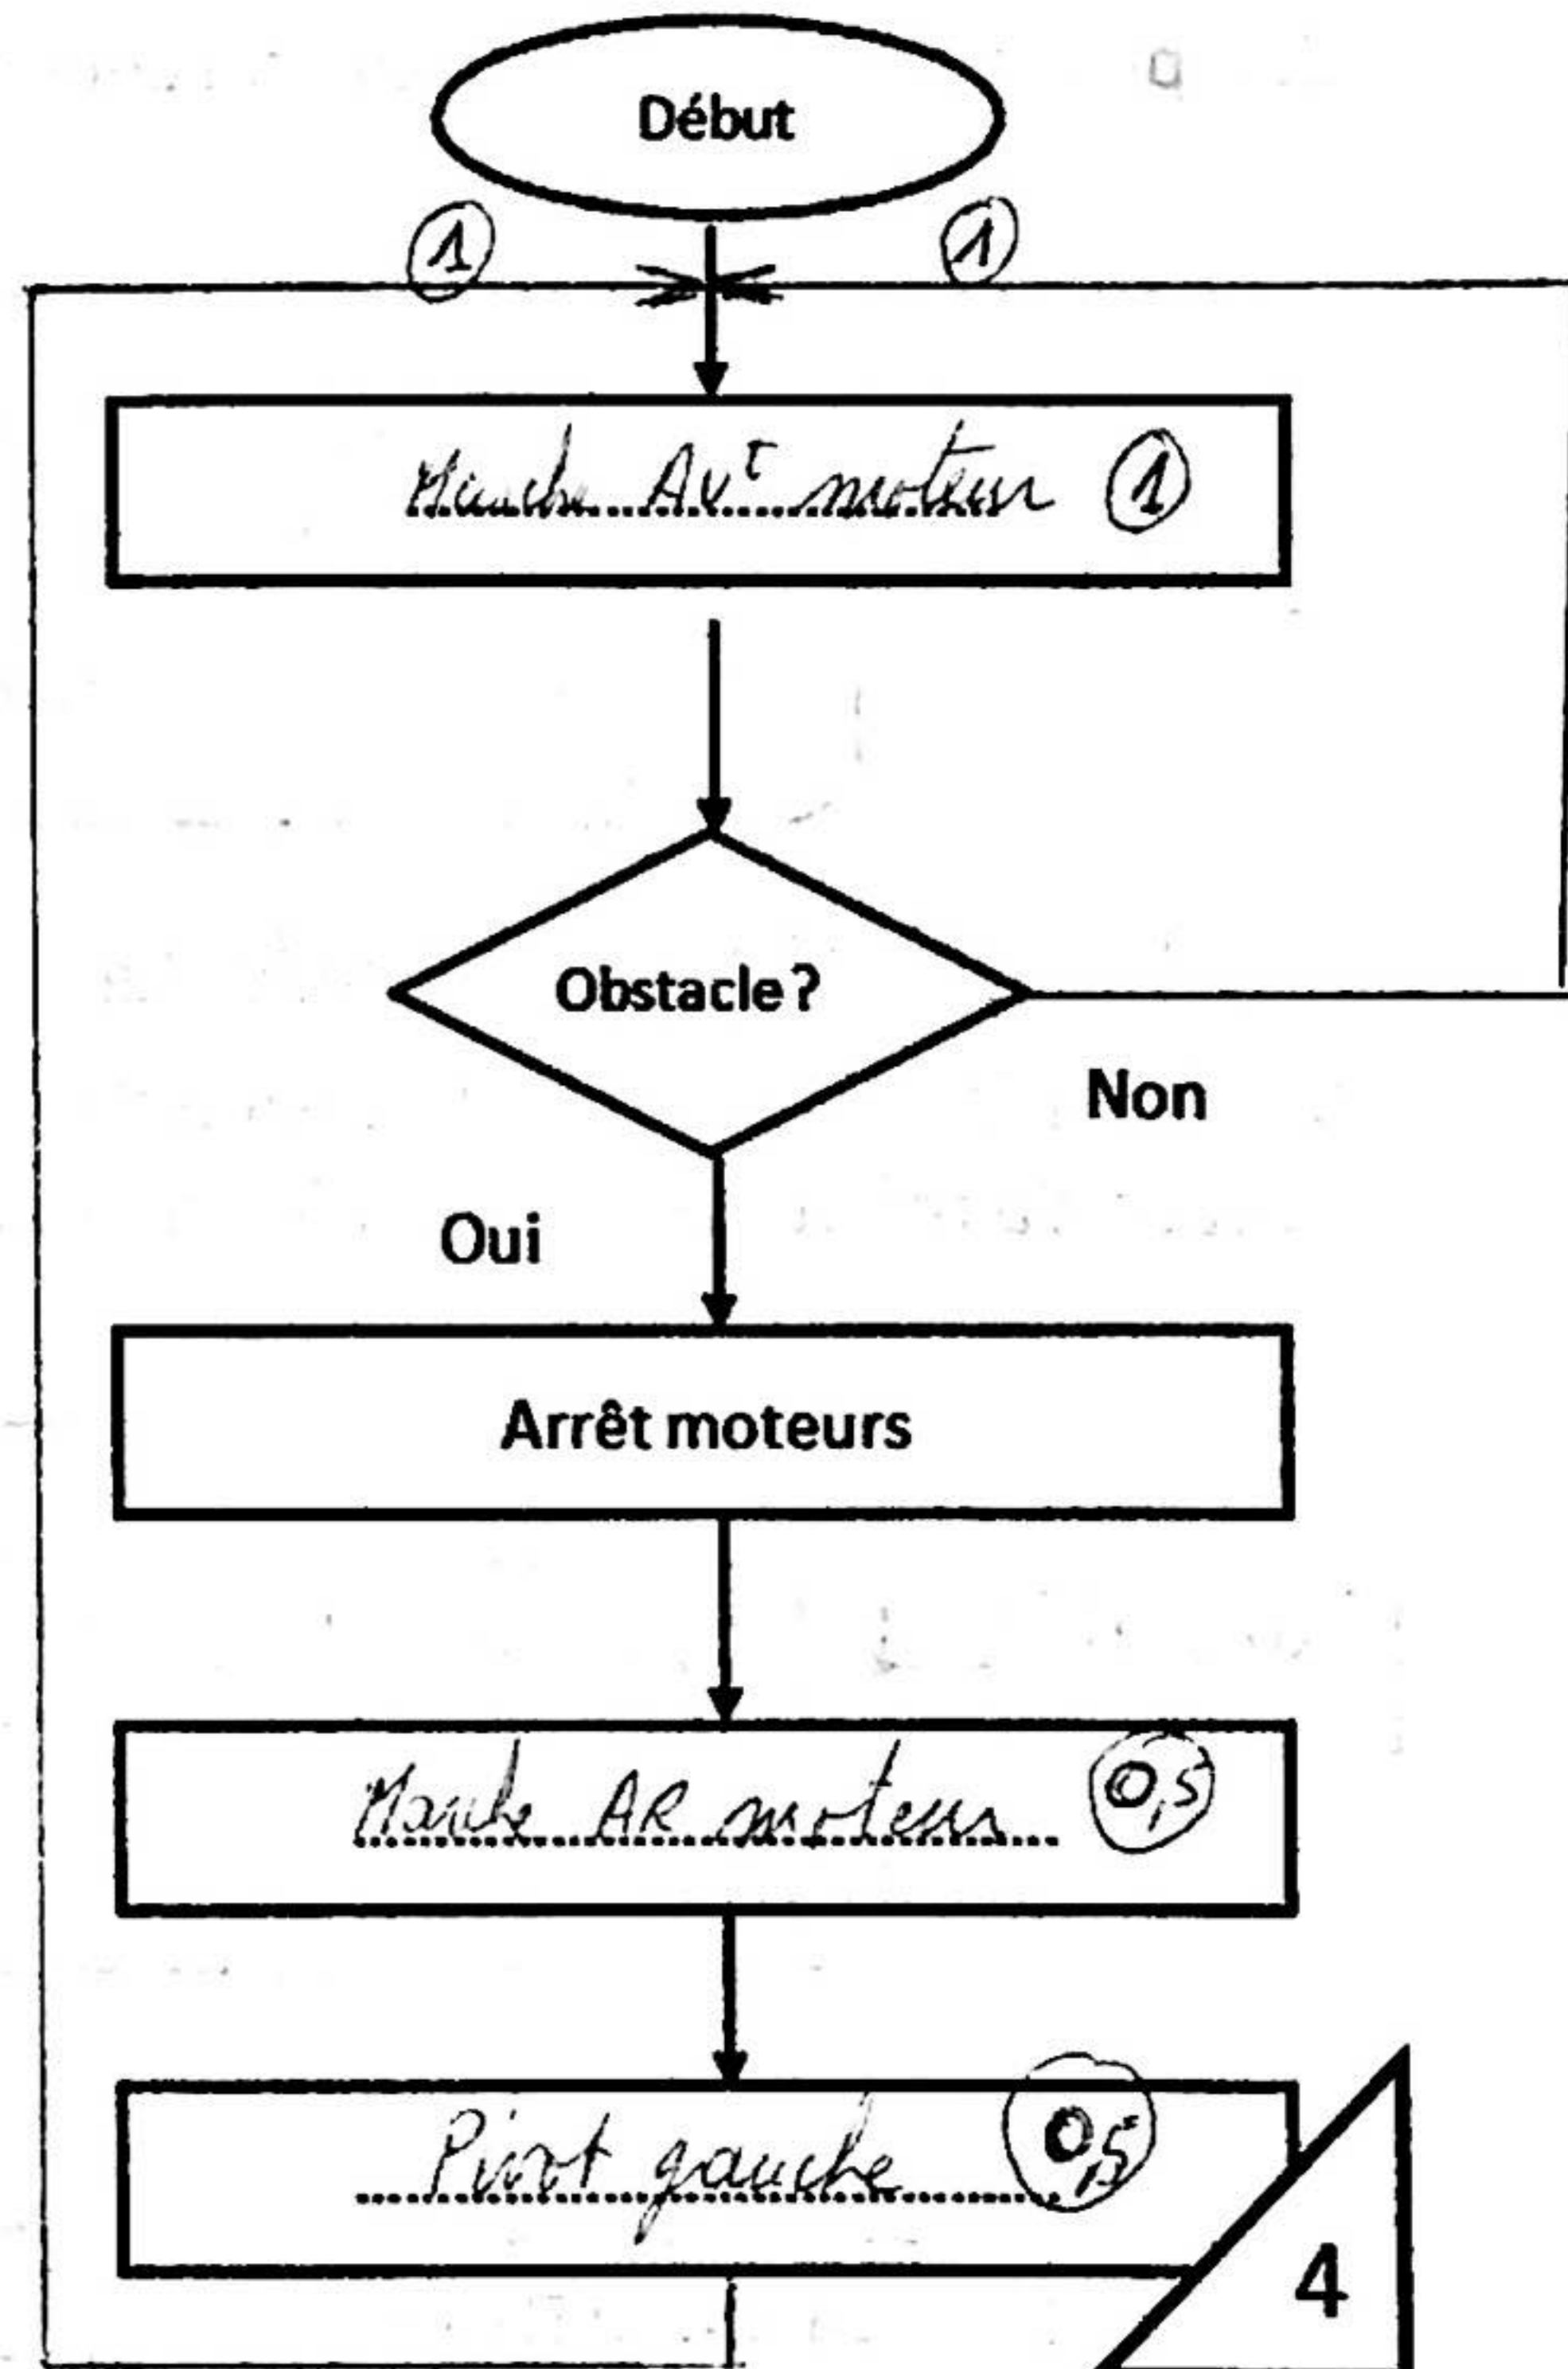 Début
1 1
Marche Avt moteur 1
Obstacle ?
Non
Oui
Arrêt moteurs
Marche AR moteur 0,5
Pivot gauche 0,5
4